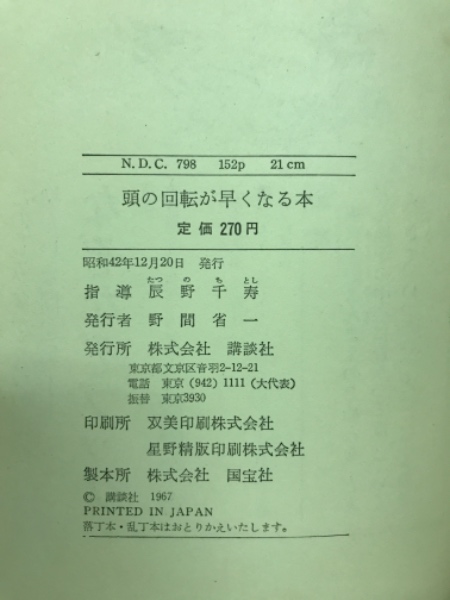 N.D.C. 798 152p 21cm
頭の回転が早くなる本
定価 270円
昭和42年12月20日 発行
たつ の ち とし
指導 辰野千寿
発行者 野間省一
発行所 株式会社 講談社
東京都文京区音羽2-12-21
電話 東京 (942) 1111 (大代表)
振替 東京3930
印刷所 双美印刷株式会社
星野精版印刷株式会社
製本所 株式会社 国宝社
© 講談社 1967
PRINTED IN JAPAN
落丁本・乱丁本はおとりかえいたします。